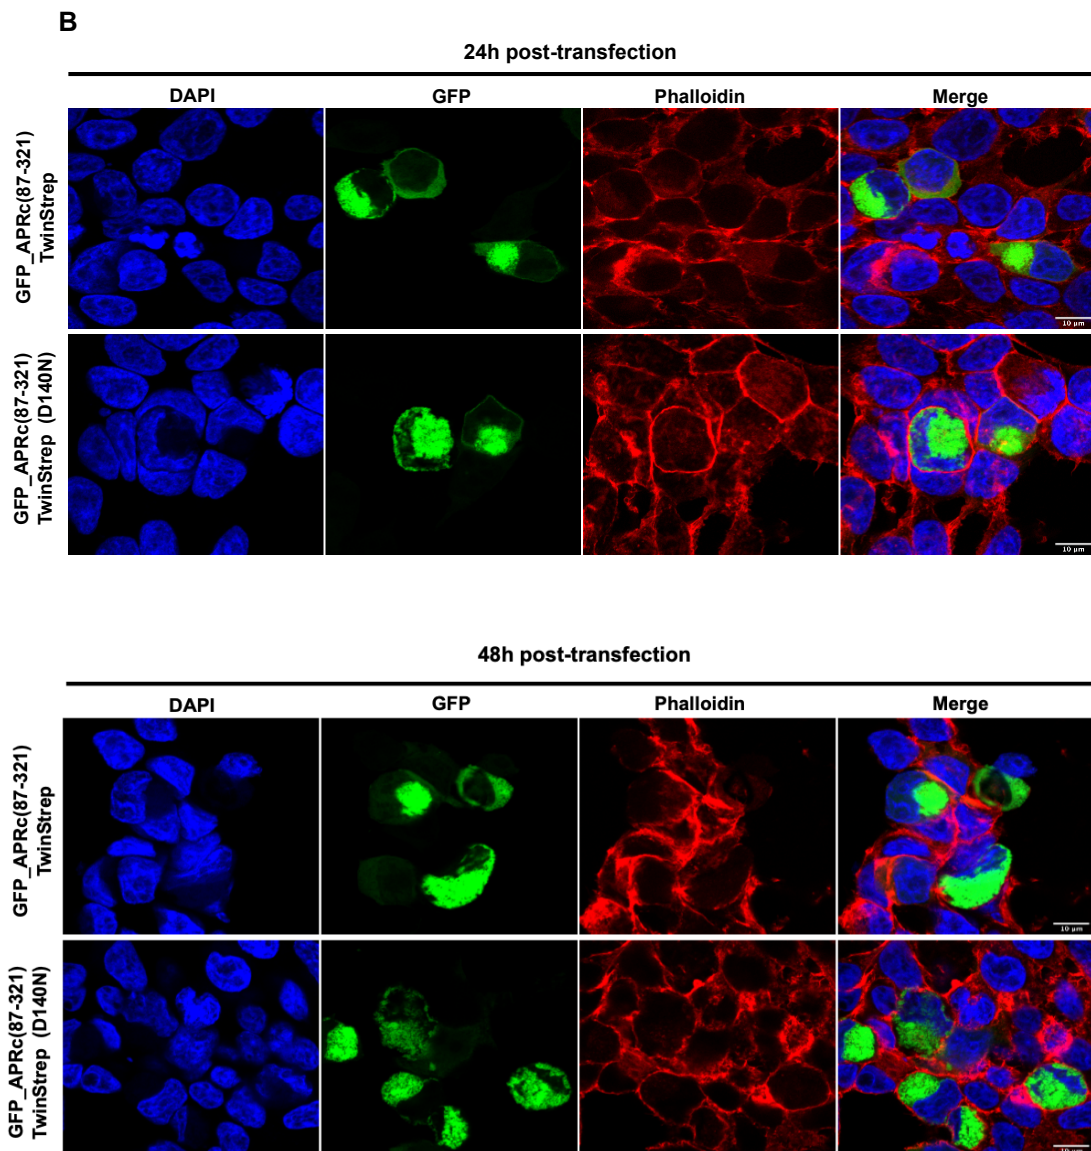 B
24h post-transfection
DAPI GFP Phalloidin Merge
GFP_APRc(87-321)
TwinStrep
10 µm
GFP_APRc(87-321)
TwinStrep (D140N)
10 µm
48h post-transfection
DAPI GFP Phalloidin Merge
GFP_APRc(87-321)
TwinStrep
10 µm
GFP_APRc(87-321)
TwinStrep (D140N)
10 µm